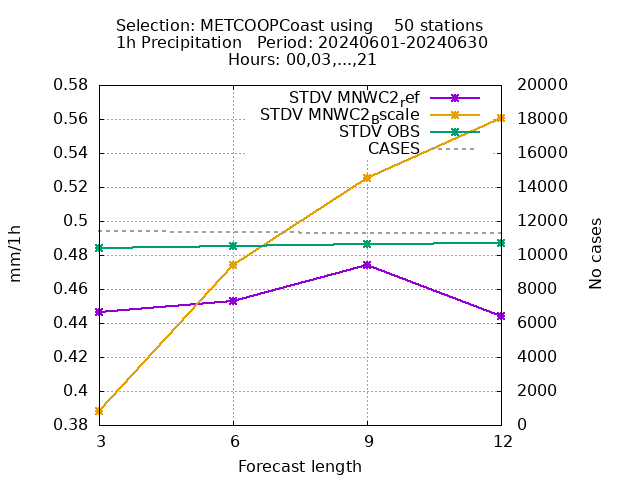 Selection: METCOOPCoast using    50 stations
1h Precipitation   Period: 20240601-20240630
Hours: 00,03,...,21
STDV MNWC2ref
STDV MNWC2Bscale
STDV OBS
CASES
mm/1h
0.58
0.56
0.54
0.52
0.5
0.48
0.46
0.44
0.42
0.4
0.38
20000
18000
16000
14000
12000
10000
8000
6000
4000
2000
0
No cases
3 6 9 12
Forecast length